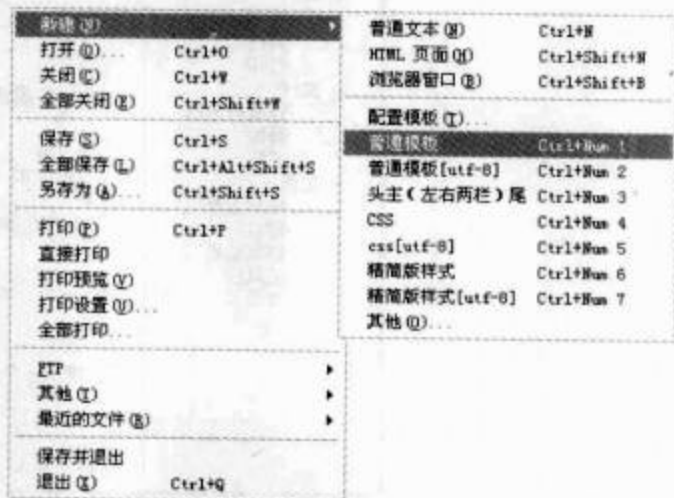 新建(N)
打开(O)... Ctrl+O
关闭(C) Ctrl+W
全部关闭(E) Ctrl+Shift+W
保存(S) Ctrl+S
全部保存(L) Ctrl+Alt+Shift+S
另存为(A)... Ctrl+Shift+S
打印(P) Ctrl+P
直接打印
打印预览(V)
打印设置(U)...
全部打印...
FTP
其他(I)
最近的文件(R)
保存并退出
退出(X) Ctrl+Q
普通文本(N) Ctrl+N
HTML 页面(H) Ctrl+Shift+N
浏览器窗口(B) Ctrl+Shift+B
配置模板(T)...
普通模板 Ctrl+Num 1
普通模板[utf-8] Ctrl+Num 2
头主(左右两栏)尾 Ctrl+Num 3
CSS Ctrl+Num 4
css[utf-8] Ctrl+Num 5
精简版样式 Ctrl+Num 6
精简版样式[utf-8] Ctrl+Num 7
其他(O)...